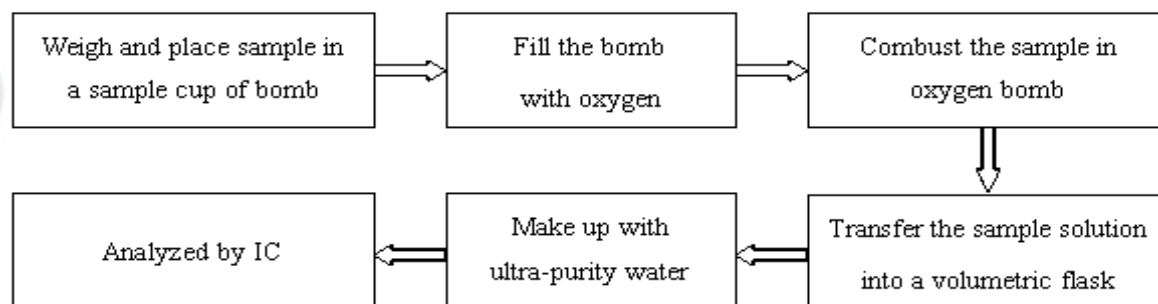 Weigh and place sample in
a sample cup of bomb
Fill the bomb
with oxygen
Combust the sample in
oxygen bomb
Transfer the sample solution
into a volumetric flask
Make up with
ultra-purity water
Analyzed by IC